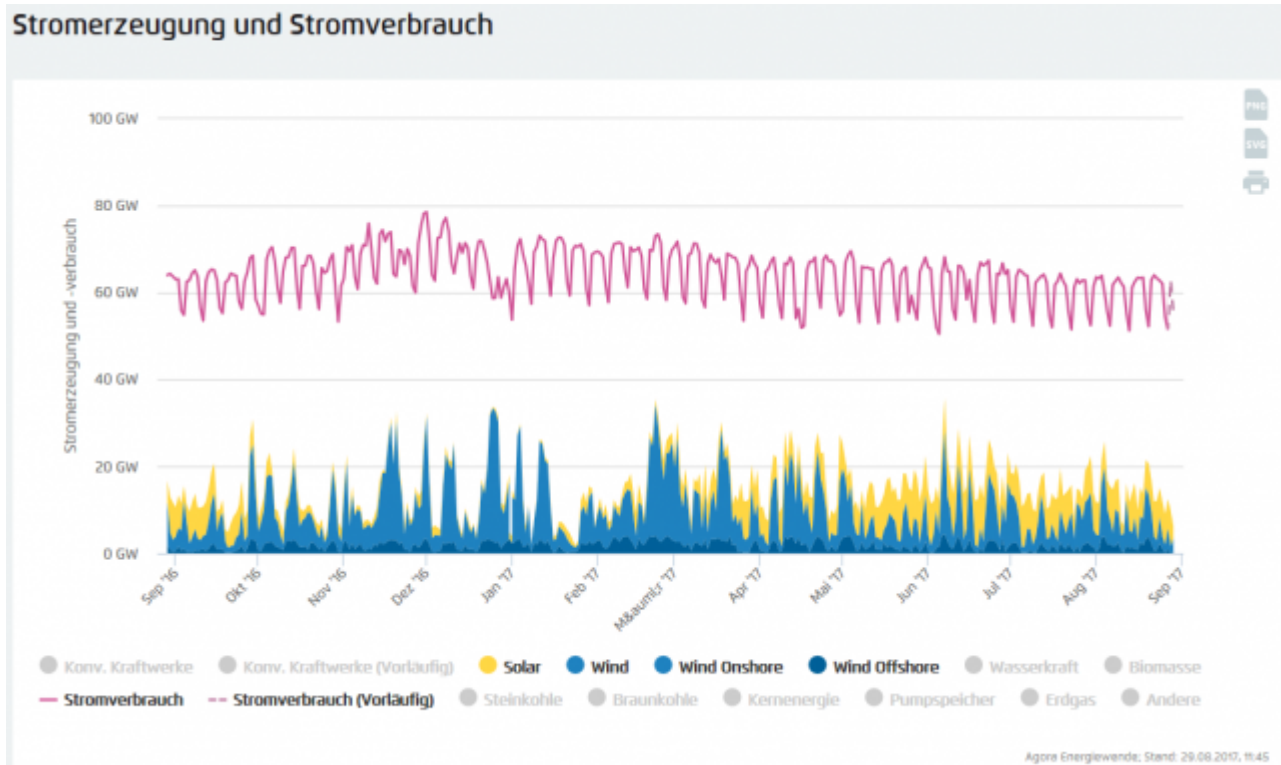 Stromerzeugung und Stromverbrauch
PNG
SVG
Stromerzeugung und -verbrauch
100 GW
80 GW
60 GW
40 GW
20 GW
0 GW
Sep '16
Okt '16
Nov '16
Dez '16
Jan '17
Feb '17
M&auml;r '17
Apr '17
Mai '17
Jun '17
Jul '17
Aug '17
Sep '17
Konv. Kraftwerke Konv. Kraftwerke (Vorläufig) Solar Wind Wind Onshore Wind Offshore Wasserkraft Biomasse
Stromverbrauch Stromverbrauch (Vorläufig) Steinkohle Braunkohle Kernenergie Pumpspeicher Erdgas Andere
Agora Energiewende; Stand: 29.08.2017, 11:45